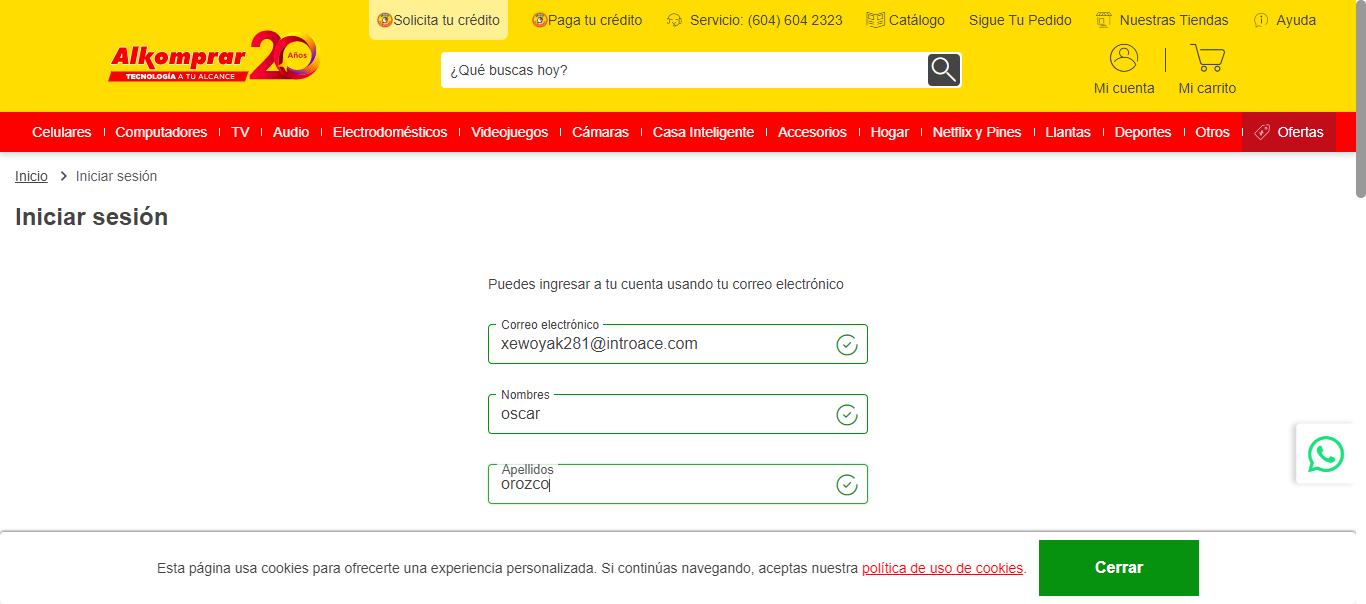 Solicita tu crédito Paga tu crédito Servicio: (604) 604 2323 Catálogo Sigue Tu Pedido Nuestras Tiendas Ayuda
Alkomprar 20 Años
TECNOLOGÍA A TU ALCANCE
¿Qué buscas hoy?
Mi cuenta Mi carrito
Celulares Computadores TV Audio Electrodomésticos Videojuegos Cámaras Casa Inteligente Accesorios Hogar Netflix y Pines Llantas Deportes Otros Ofertas
Inicio Iniciar sesión
Iniciar sesión
Puedes ingresar a tu cuenta usando tu correo electrónico
Correo electrónico
xewoyak281@introace.com
Nombres
oscar
Apellidos
orozco
Esta página usa cookies para ofrecerte una experiencia personalizada. Si continúas navegando, aceptas nuestra política de uso de cookies. Cerrar